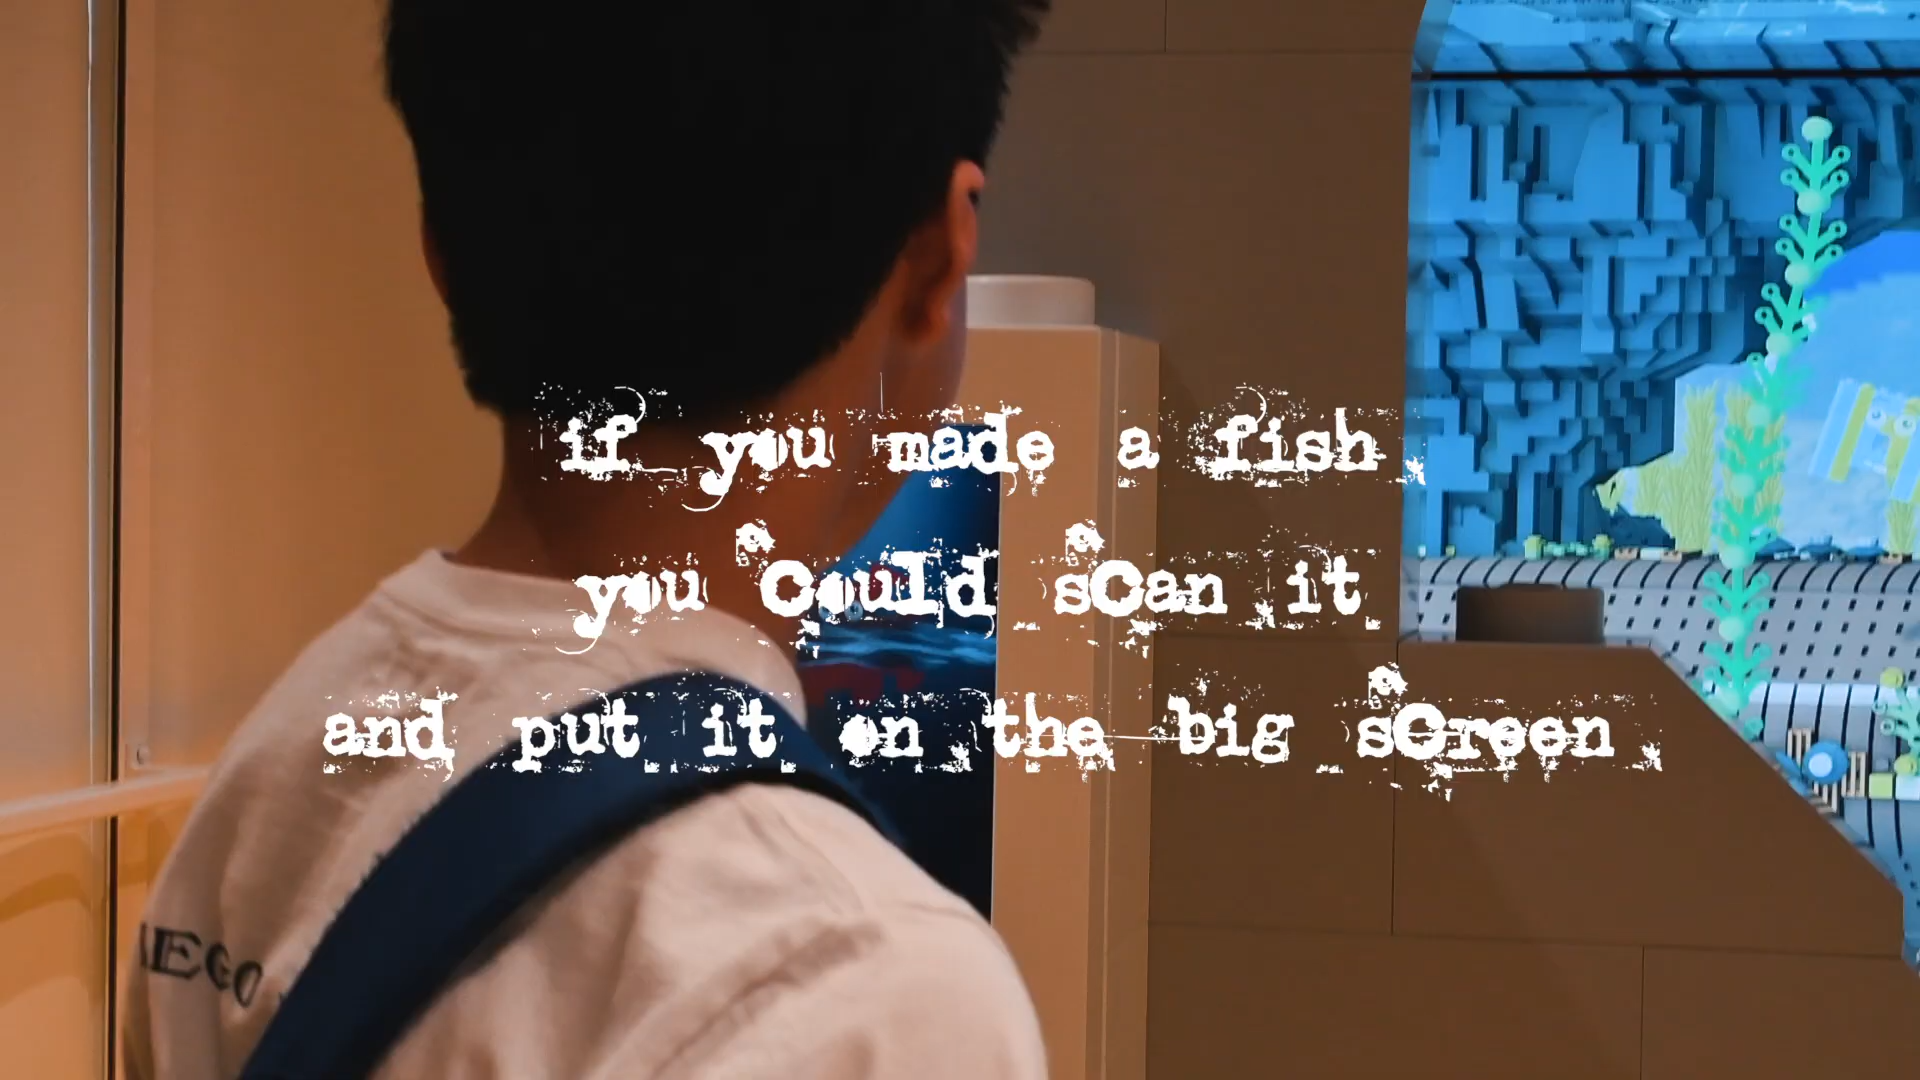 if you made a fish
you Could sCan it
and put it on the big sCreen